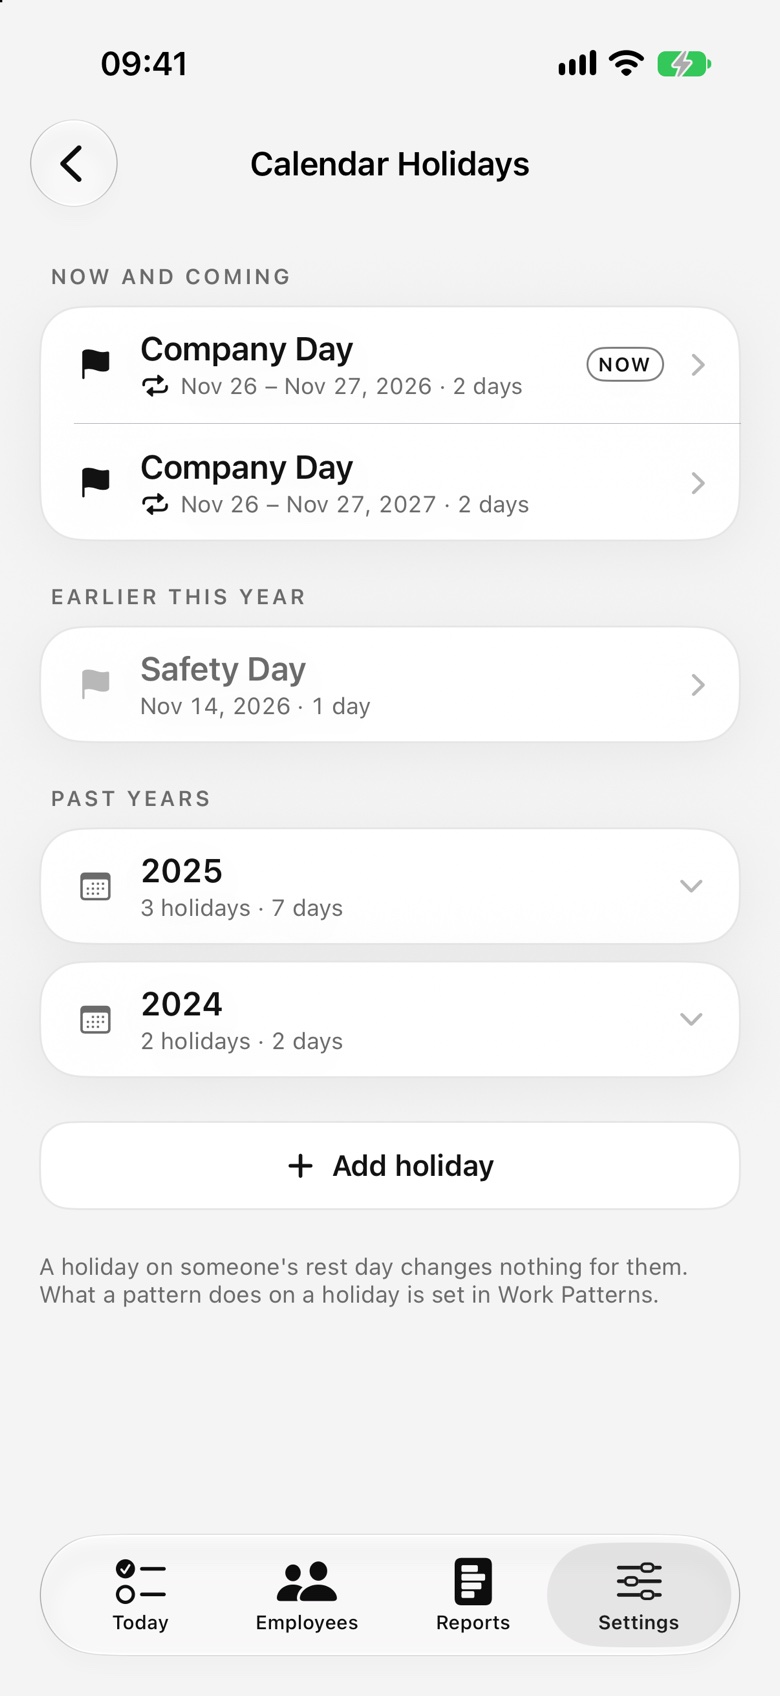 09:41
Calendar Holidays
NOW AND COMING
Company Day
Nov 26 – Nov 27, 2026 · 2 days
NOW
Company Day
Nov 26 – Nov 27, 2027 · 2 days
EARLIER THIS YEAR
Safety Day
Nov 14, 2026 · 1 day
PAST YEARS
2025
3 holidays · 7 days
2024
2 holidays · 2 days
+ Add holiday
A holiday on someone's rest day changes nothing for them.
What a pattern does on a holiday is set in Work Patterns.
Today
Employees
Reports
Settings